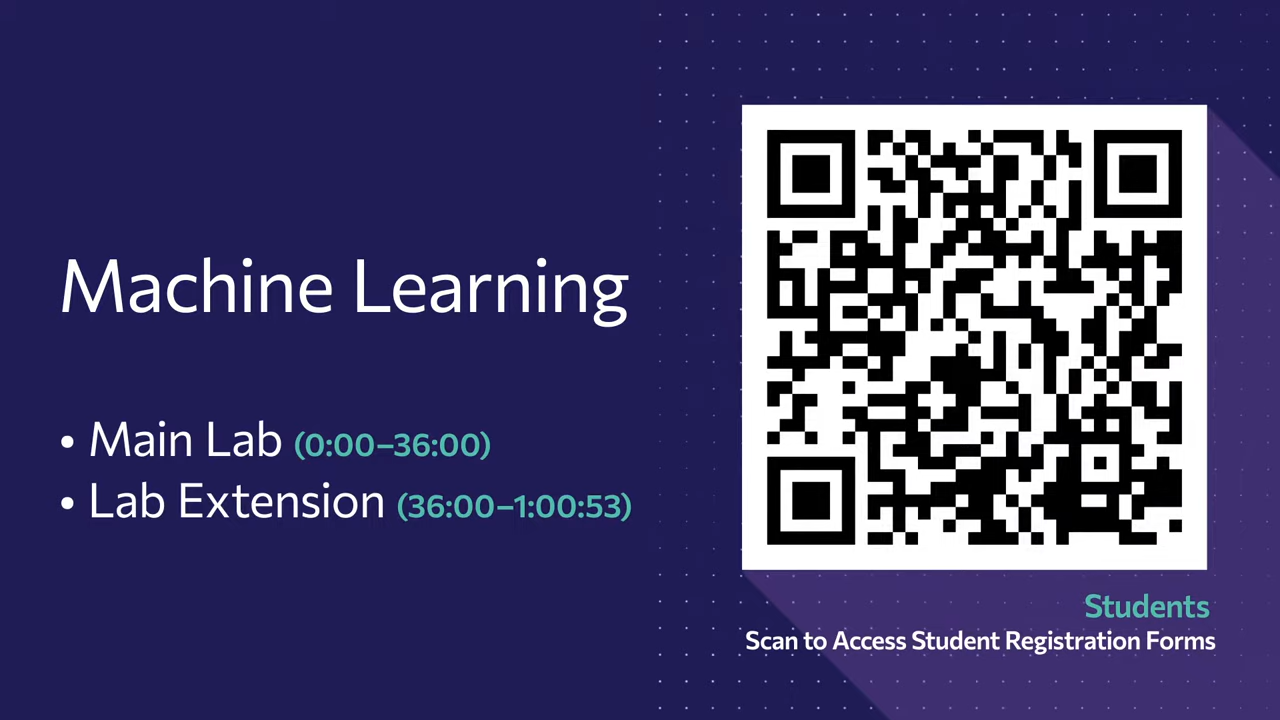 Machine Learning
• Main Lab (0:00–36:00)
• Lab Extension (36:00–1:00:53)
Students
Scan to Access Student Registration Forms